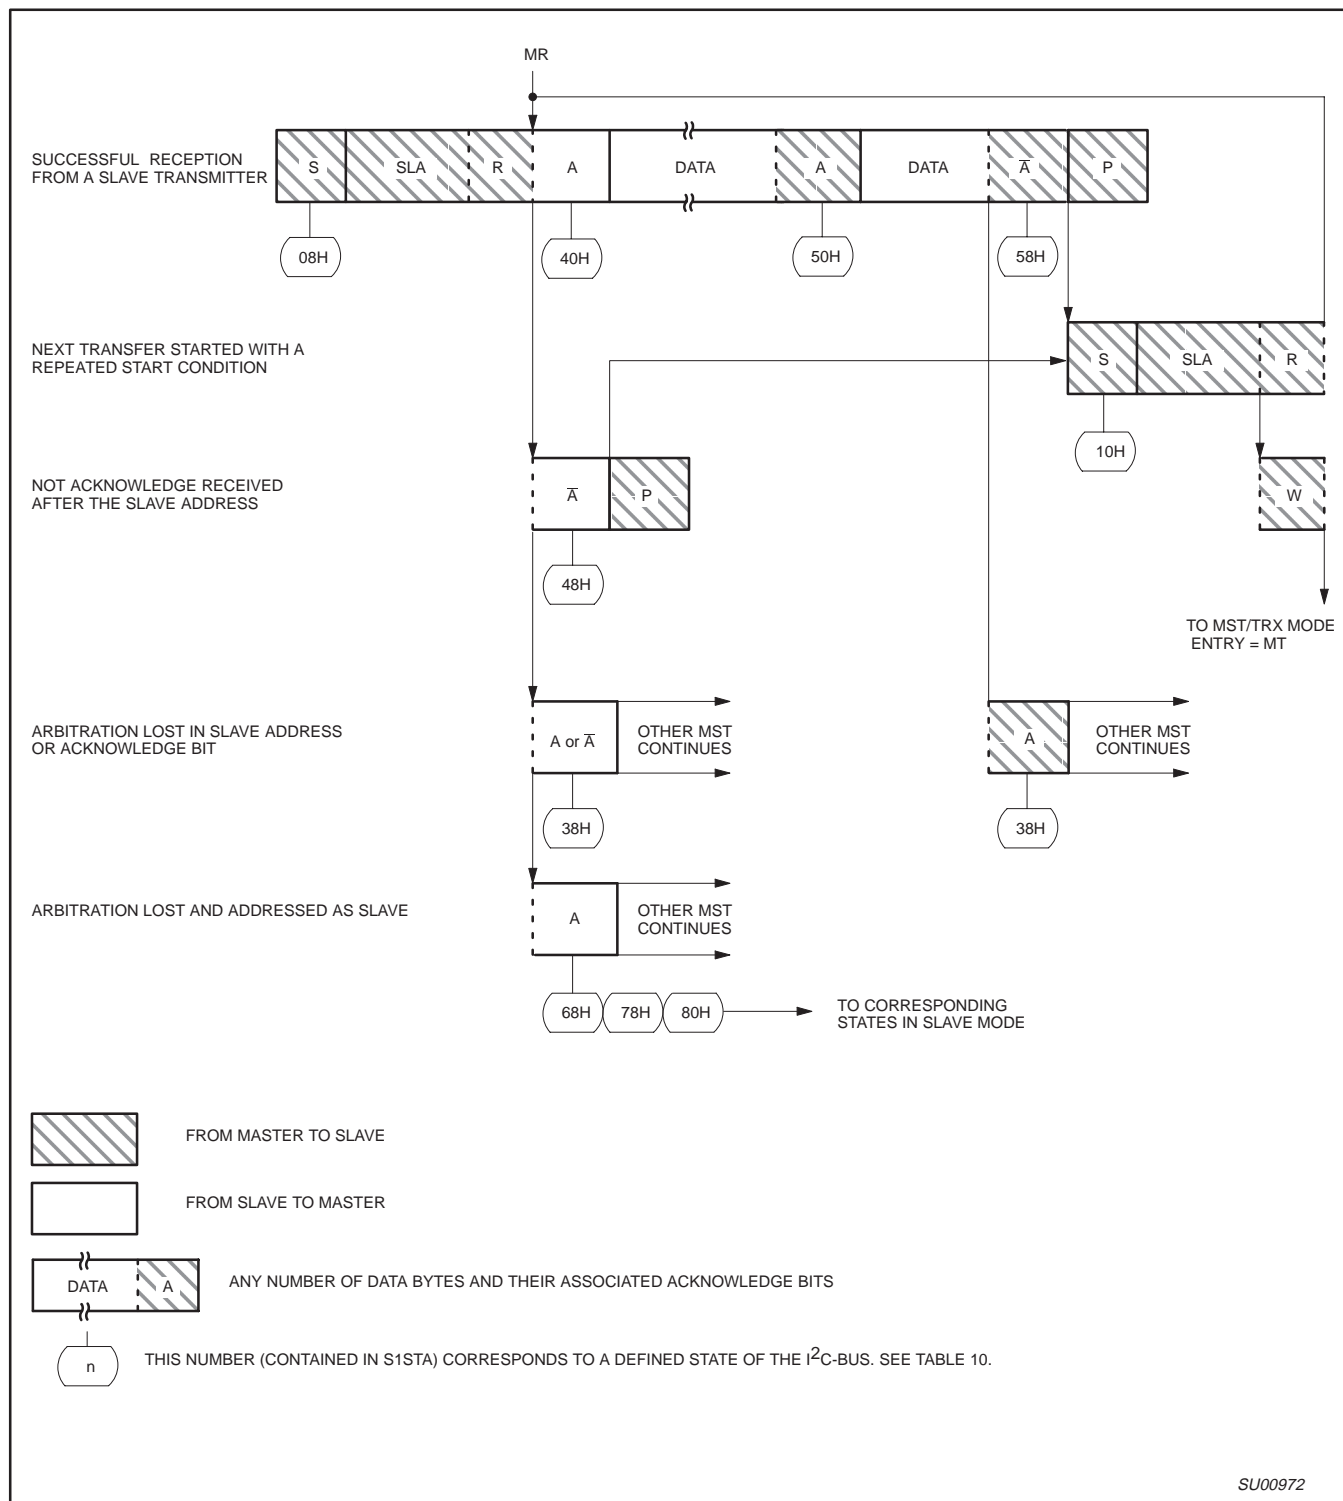 MR
SUCCESSFUL RECEPTION
FROM A SLAVE TRANSMITTER
S SLA R A DATA A DATA A̅ P
08H 40H 50H 58H
NEXT TRANSFER STARTED WITH A
REPEATED START CONDITION
S SLA R
10H
NOT ACKNOWLEDGE RECEIVED
AFTER THE SLAVE ADDRESS
A̅ P
W
48H
TO MST/TRX MODE
ENTRY = MT
ARBITRATION LOST IN SLAVE ADDRESS
OR ACKNOWLEDGE BIT
A or A̅
OTHER MST
CONTINUES
A
OTHER MST
CONTINUES
38H 38H
ARBITRATION LOST AND ADDRESSED AS SLAVE
A
OTHER MST
CONTINUES
68H 78H 80H
TO CORRESPONDING
STATES IN SLAVE MODE
FROM MASTER TO SLAVE
FROM SLAVE TO MASTER
DATA A
ANY NUMBER OF DATA BYTES AND THEIR ASSOCIATED ACKNOWLEDGE BITS
n
THIS NUMBER (CONTAINED IN S1STA) CORRESPONDS TO A DEFINED STATE OF THE I²C-BUS. SEE TABLE 10.
SU00972